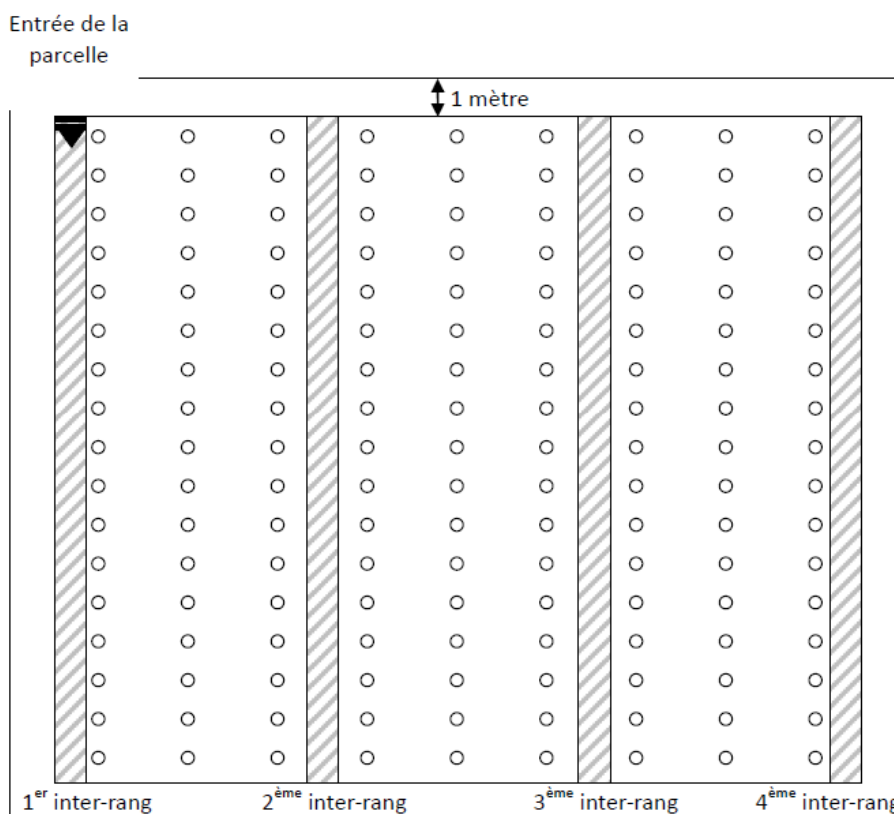 Entrée de la
parcelle
1 mètre
1er inter-rang
2ème inter-rang
3ème inter-rang
4ème inter-rang